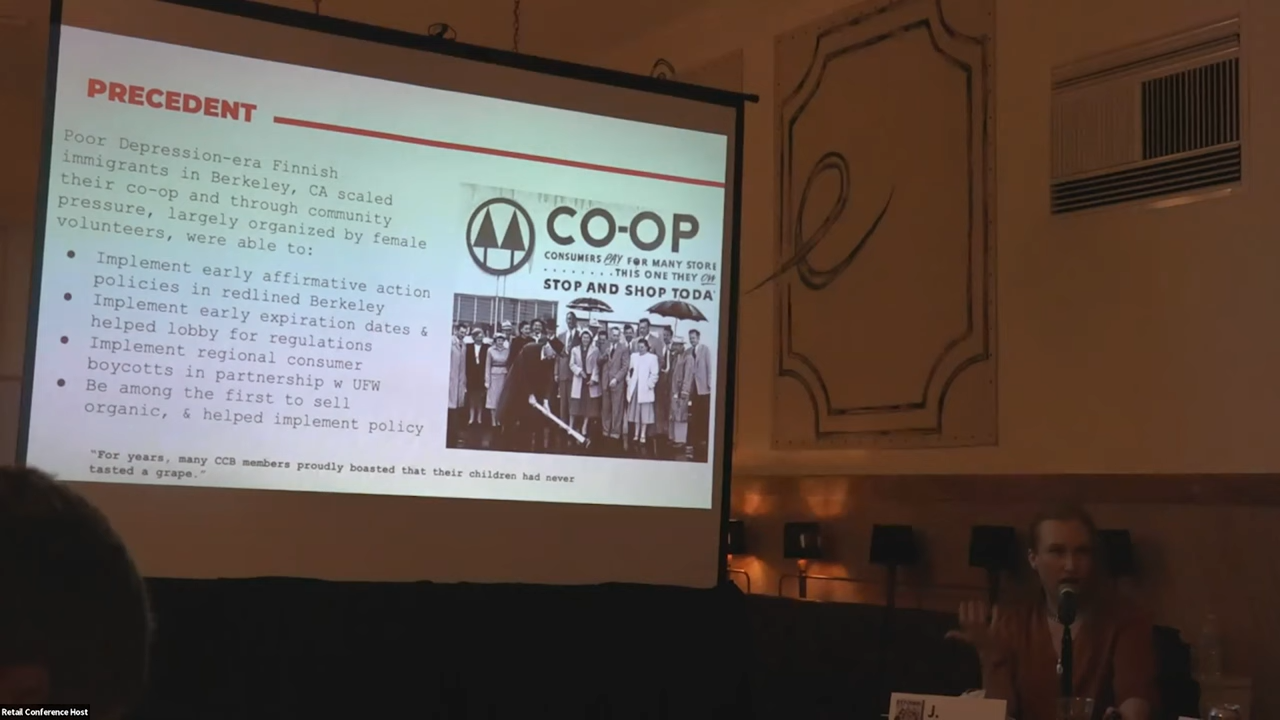 PRECEDENT
Poor Depression-era Finnish
immigrants in Berkeley, CA scaled
their co-op and through community
pressure, largely organized by female
volunteers, were able to:
● Implement early affirmative action
policies in redlined Berkeley
● Implement early expiration dates &
helped lobby for regulations
● Implement regional consumer
boycotts in partnership w UFW
● Be among the first to sell
organic, & helped implement policy
"For years, many CCB members proudly boasted that their children had never
tasted a grape."
CO-OP
CONSUMERS PAY FOR MANY STORE
........THIS ONE THEY
STOP AND SHOP TODA
e
J.
Retail Conference Host